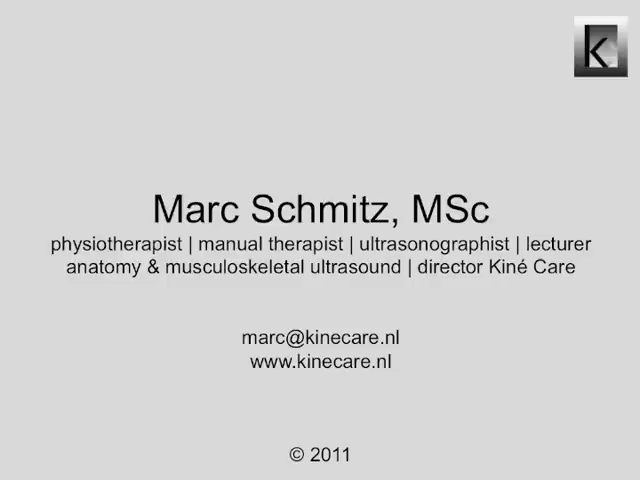 K
Marc Schmitz, MSc
physiotherapist | manual therapist | ultrasonographist | lecturer
anatomy & musculoskeletal ultrasound | director Kiné Care
marc@kinecare.nl
www.kinecare.nl
© 2011